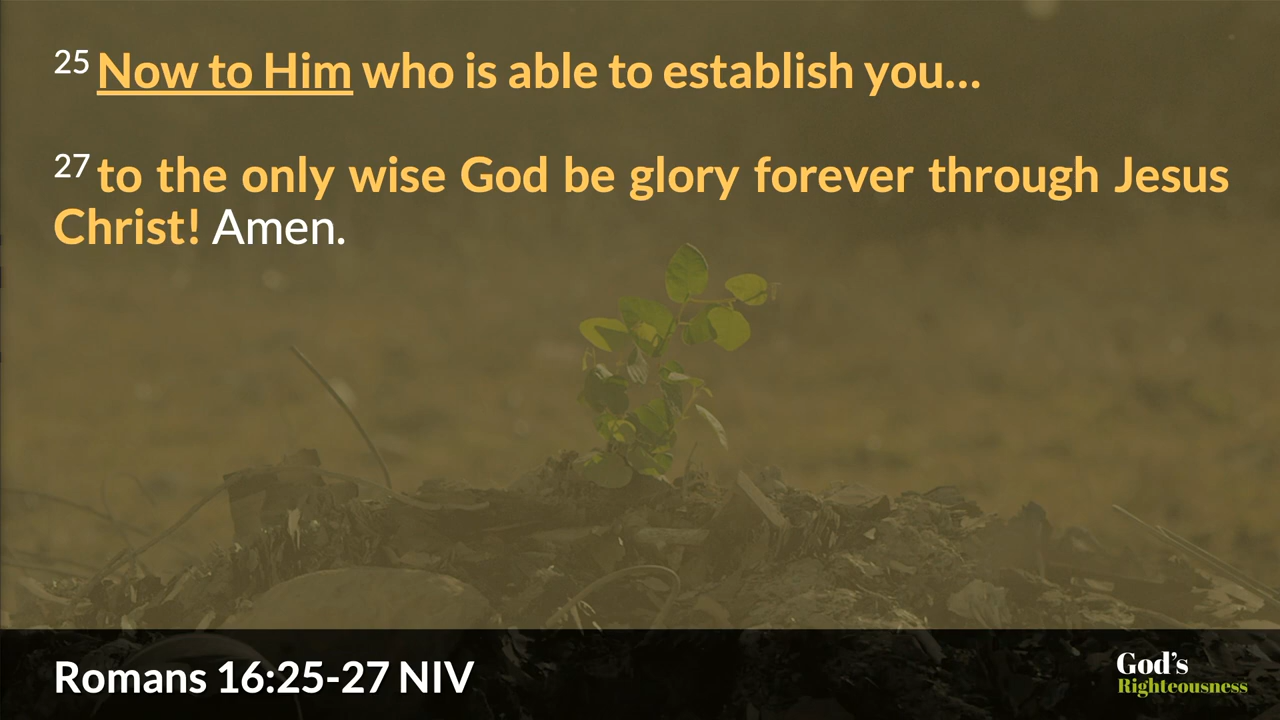 25 Now to Him who is able to establish you...
27 to the only wise God be glory forever through Jesus
Christ! Amen.
Romans 16:25-27 NIV
God's
Righteousness